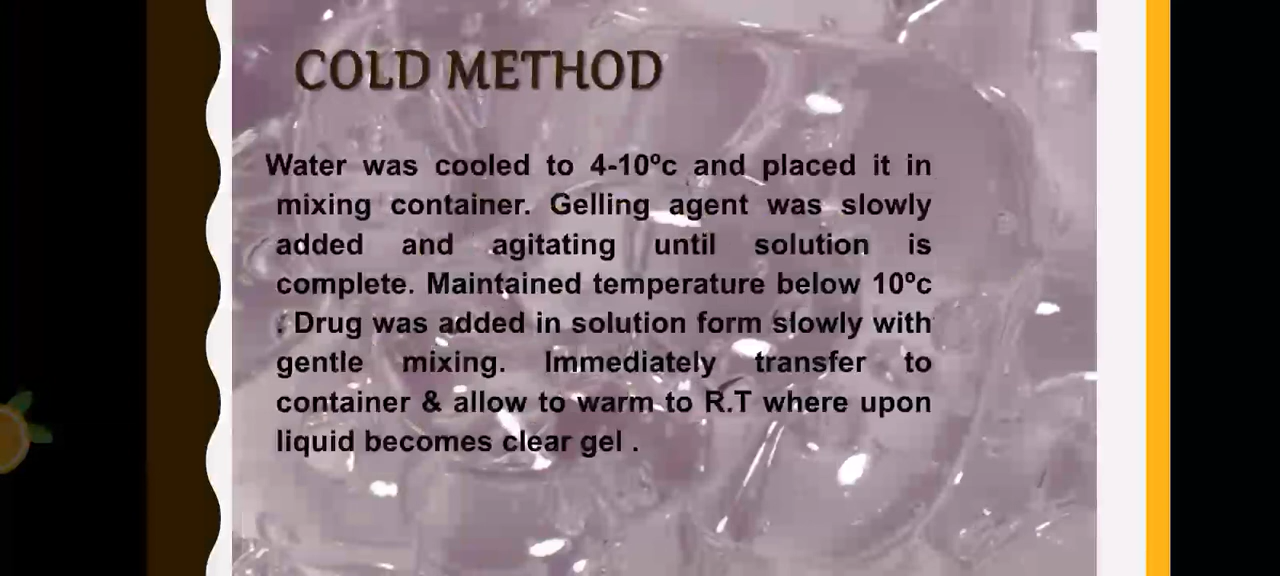 COLD METHOD
Water was cooled to 4-10ºc and placed it in
mixing container. Gelling agent was slowly
added and agitating until solution is
complete. Maintained temperature below 10ºc
. Drug was added in solution form slowly with
gentle mixing. Immediately transfer to
container & allow to warm to R.T where upon
liquid becomes clear gel .